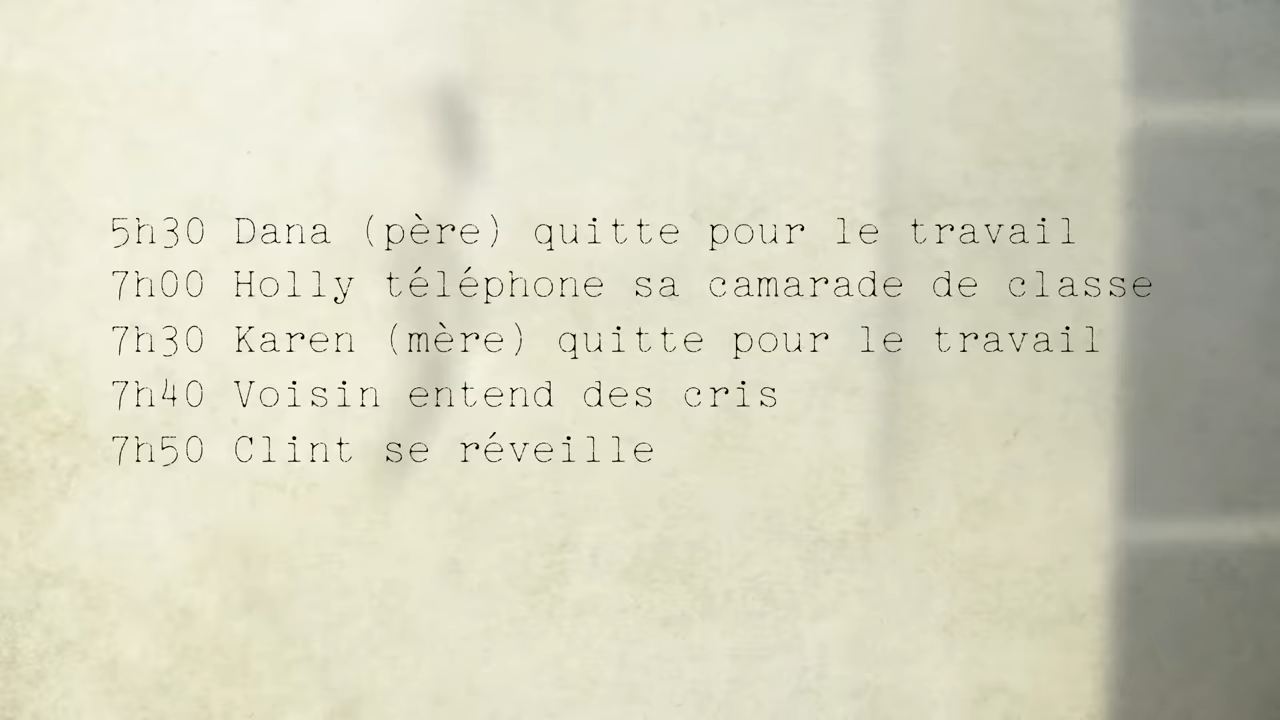 5h30 Dana (père) quitte pour le travail
7h00 Holly téléphone sa camarade de classe
7h30 Karen (mère) quitte pour le travail
7h40 Voisin entend des cris
7h50 Clint se réveille